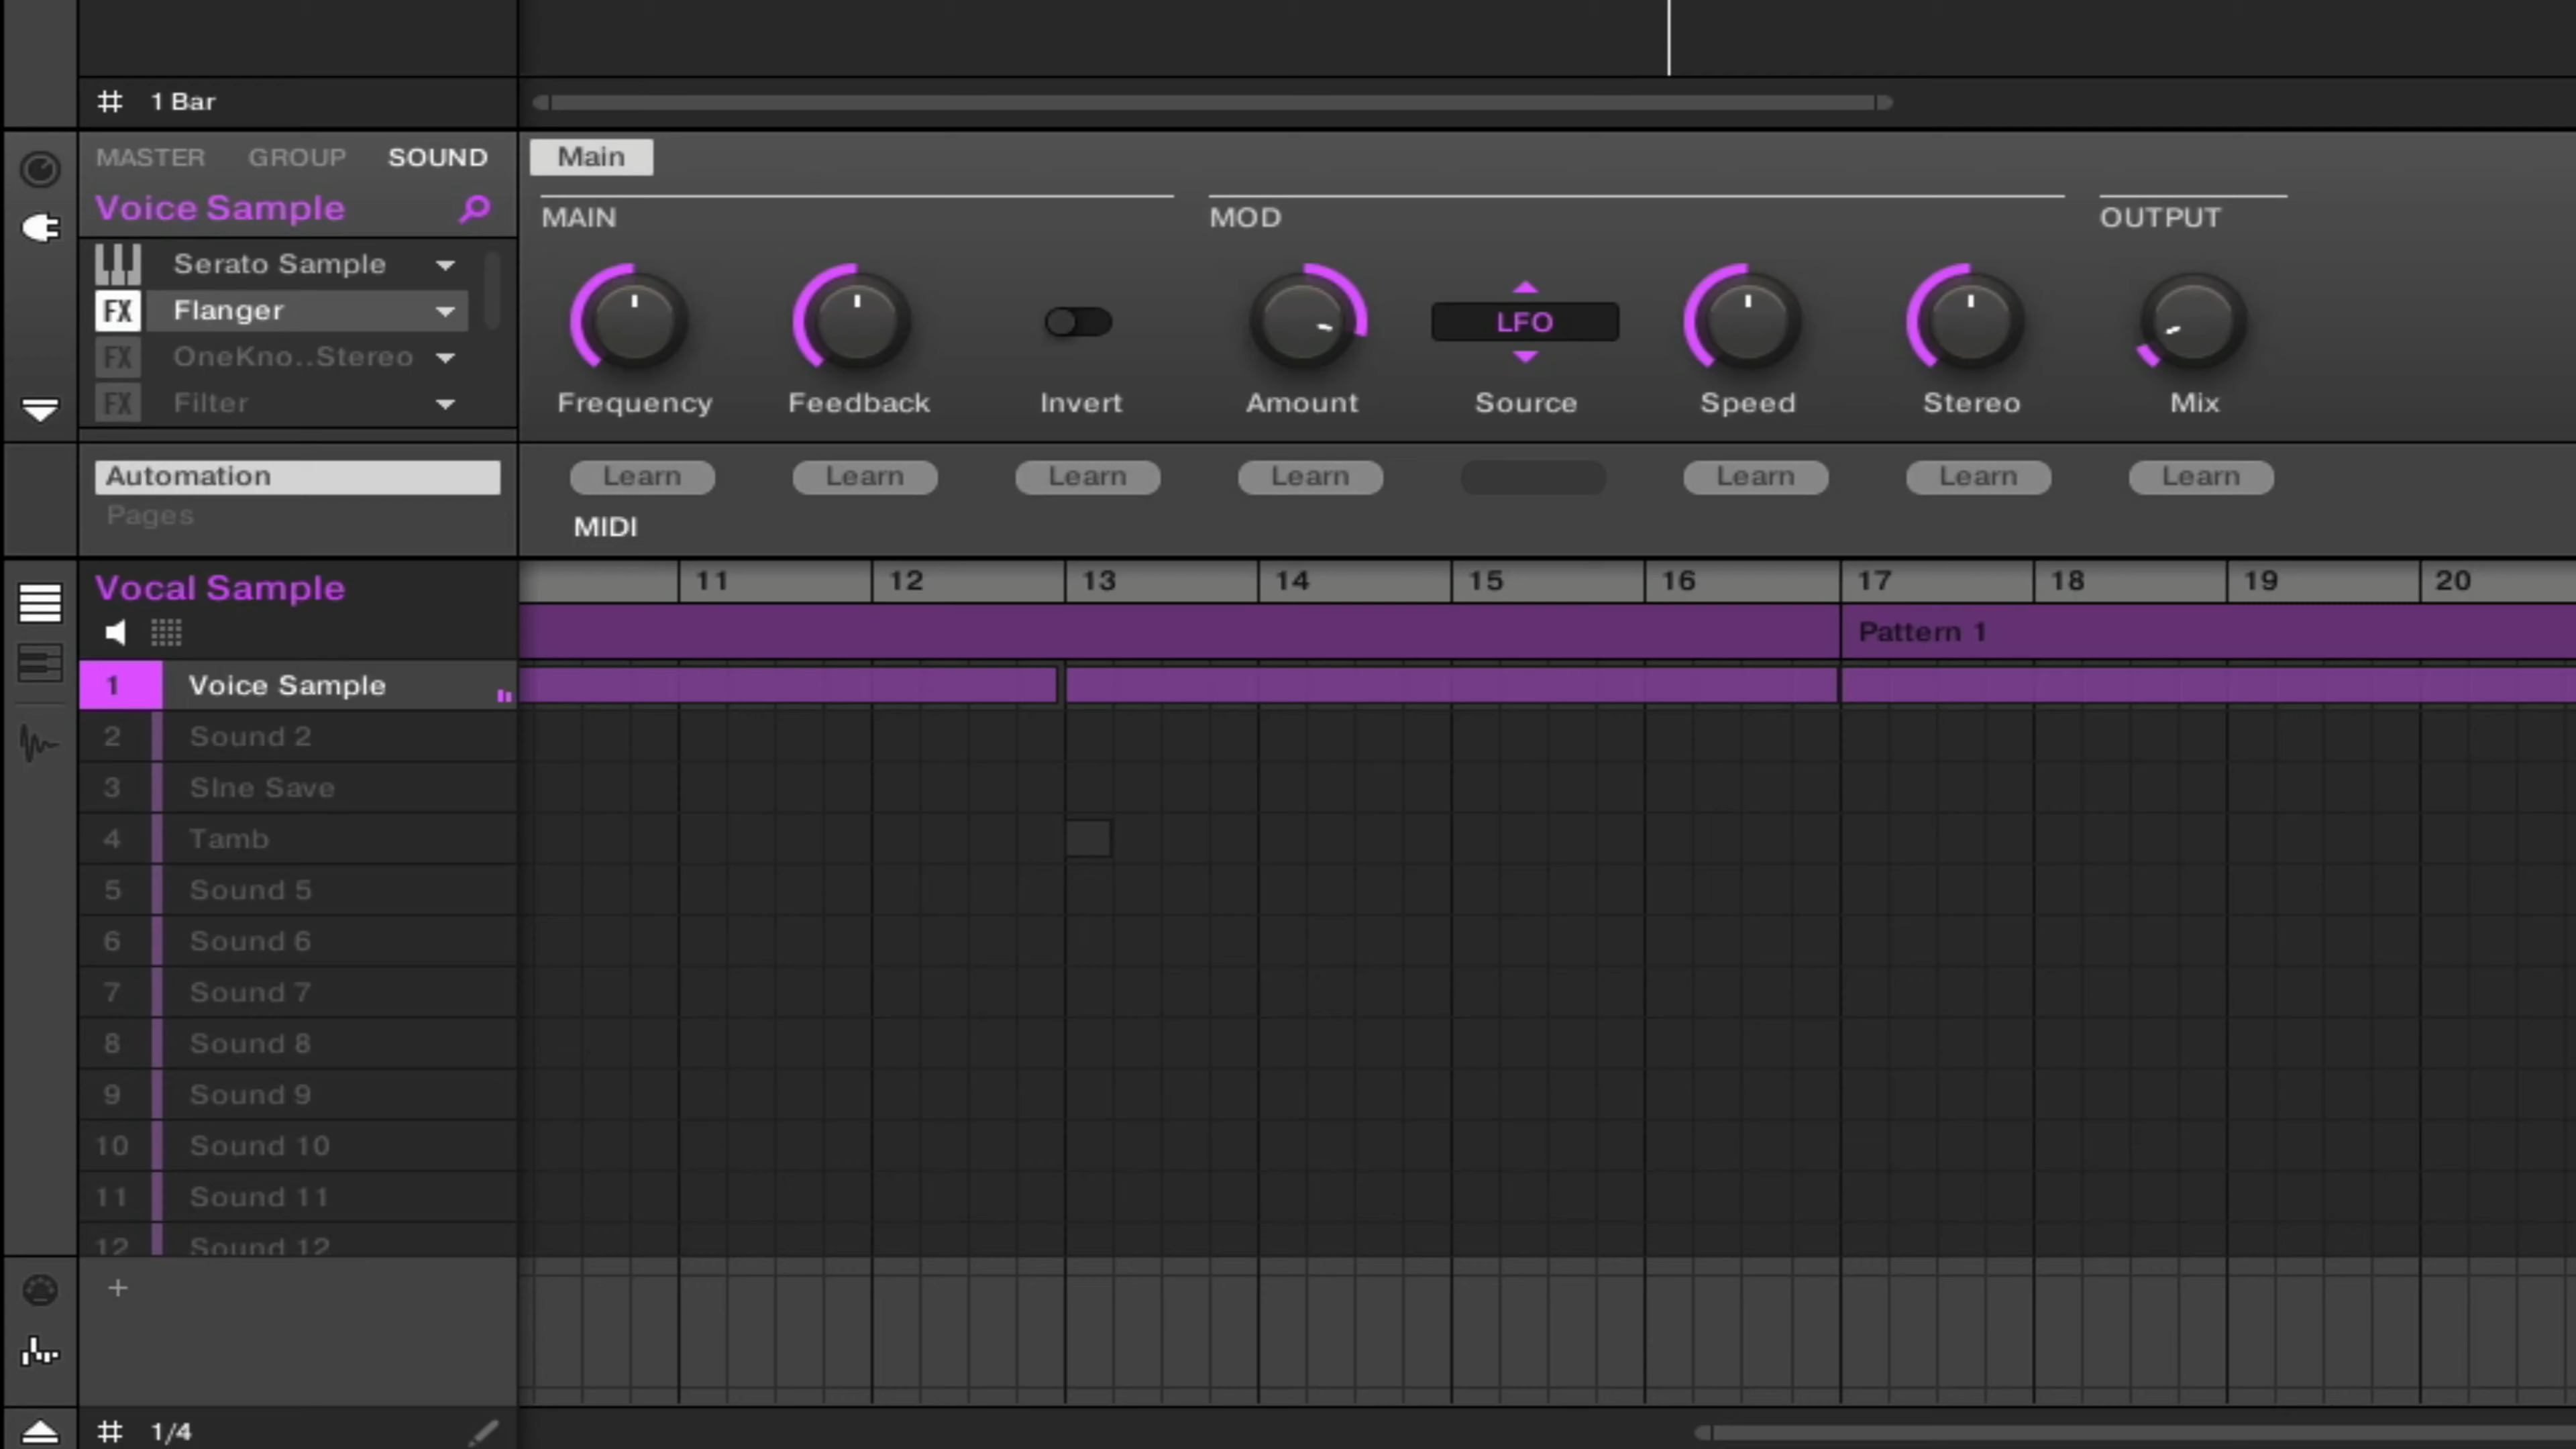 1 Bar
MASTER GROUP SOUND Main
Voice Sample
MAIN MOD OUTPUT
Serato Sample
FX Flanger LFO
FX OneKno..Stereo
FX Filter Frequency Feedback Invert Amount Source Speed Stereo Mix
Automation Learn Learn Learn Learn Learn Learn Learn
Pages
MIDI
Vocal Sample 11 12 13 14 15 16 17 18 19 20
Pattern 1
1 Voice Sample
2 Sound 2
3 SIne Save
4 Tamb
5 Sound 5
6 Sound 6
7 Sound 7
8 Sound 8
9 Sound 9
10 Sound 10
11 Sound 11
12 Sound 12
+
1/4